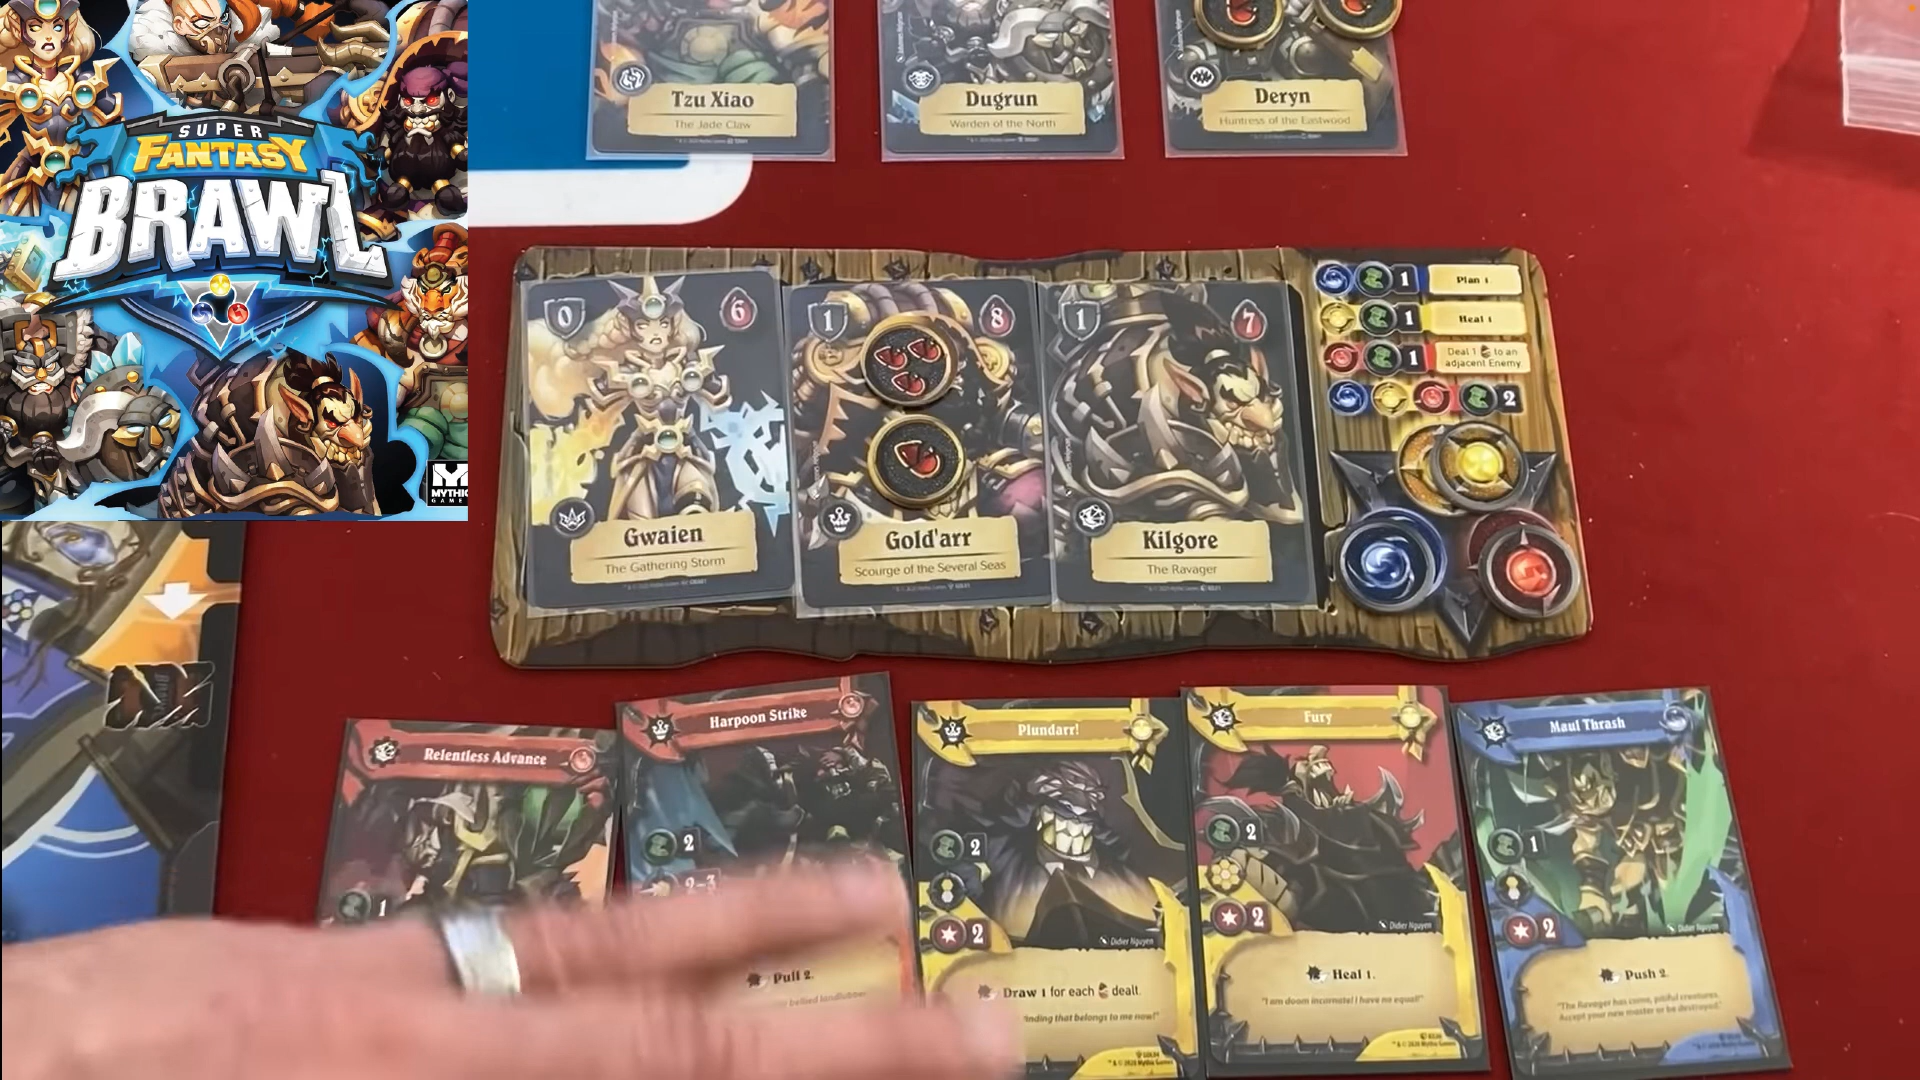 SUPER
FANTASY
BRAWL
MYTHIC
GAMES
Tzu Xiao
The Jade Claw
Dugrun
Warden of the North
Deryn
Huntress of the Eastwood
0
6
Gwaien
The Gathering Storm
1
8
Gold'arr
Scourge of the Several Seas
1
7
Kilgore
The Ravager
1 Plan 1
1 Heal 1
1 Deal 1 to an
adjacent Enemy
2
Relentless Advance
1
Harpoon Strike
2
2-3
Pull 2.
Plundarr!
2
2
Didier Nguyen
Draw 1 for each dealt.
Fury
2
2
Didier Nguyen
Heal 1.
"I am doom incarnate! I have no equal!"
Maul Thrash
1
2
Didier Nguyen
Push 2.
"The Ravager has come, pitiful creatures.
Accept your new master or be destroyed."